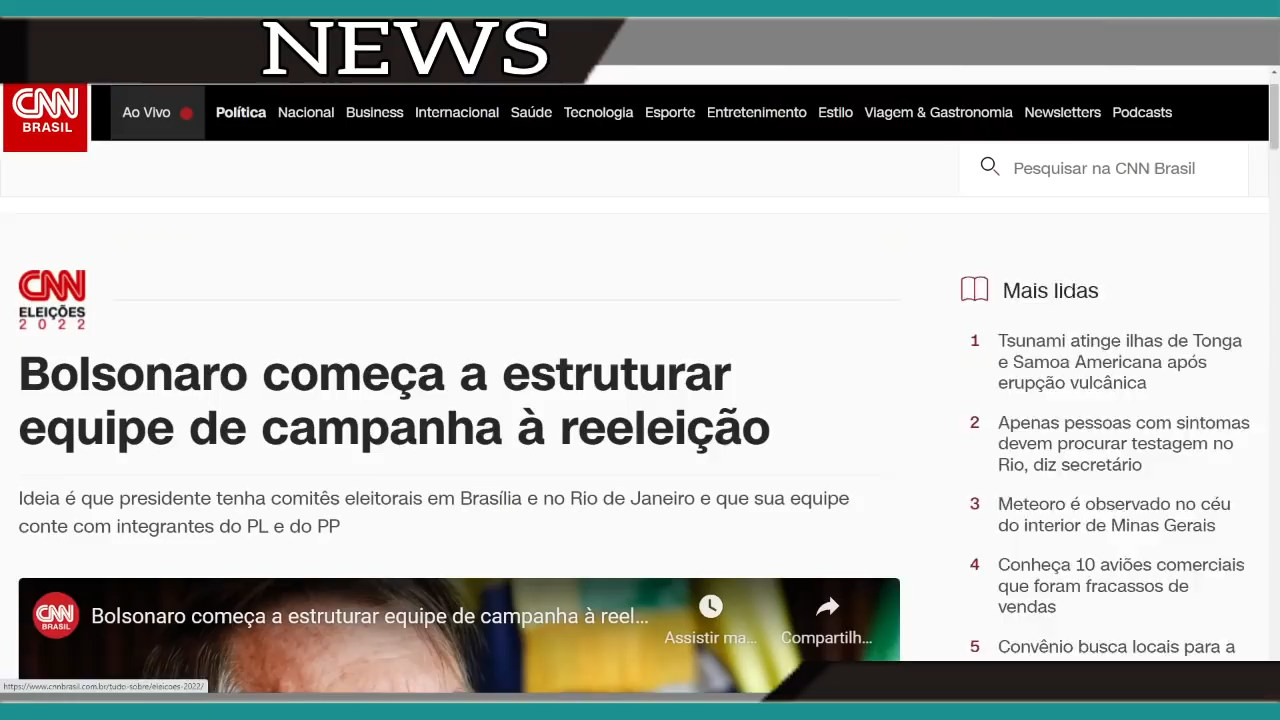 NEWS
CNN
BRASIL
Ao Vivo
Política
Nacional
Business
Internacional
Saúde
Tecnologia
Esporte
Entretenimento
Estilo
Viagem & Gastronomia
Newsletters
Podcasts
Pesquisar na CNN Brasil
CNN
ELEIÇÕES
2022
Bolsonaro começa a estruturar
equipe de campanha à reeleição
Ideia é que presidente tenha comitês eleitorais em Brasília e no Rio de Janeiro e que sua equipe
conte com integrantes do PL e do PP
CNN
BRASIL
Bolsonaro começa a estruturar equipe de campanha à reel...
Assistir ma...
Compartilh...
Mais lidas
1 Tsunami atinge ilhas de Tonga
e Samoa Americana após
erupção vulcânica
2 Apenas pessoas com sintomas
devem procurar testagem no
Rio, diz secretário
3 Meteoro é observado no céu
do interior de Minas Gerais
4 Conheça 10 aviões comerciais
que foram fracassos de
vendas
5 Convênio busca locais para a
https://www.cnnbrasil.com.br/tudo-sobre/eleicoes-2022/